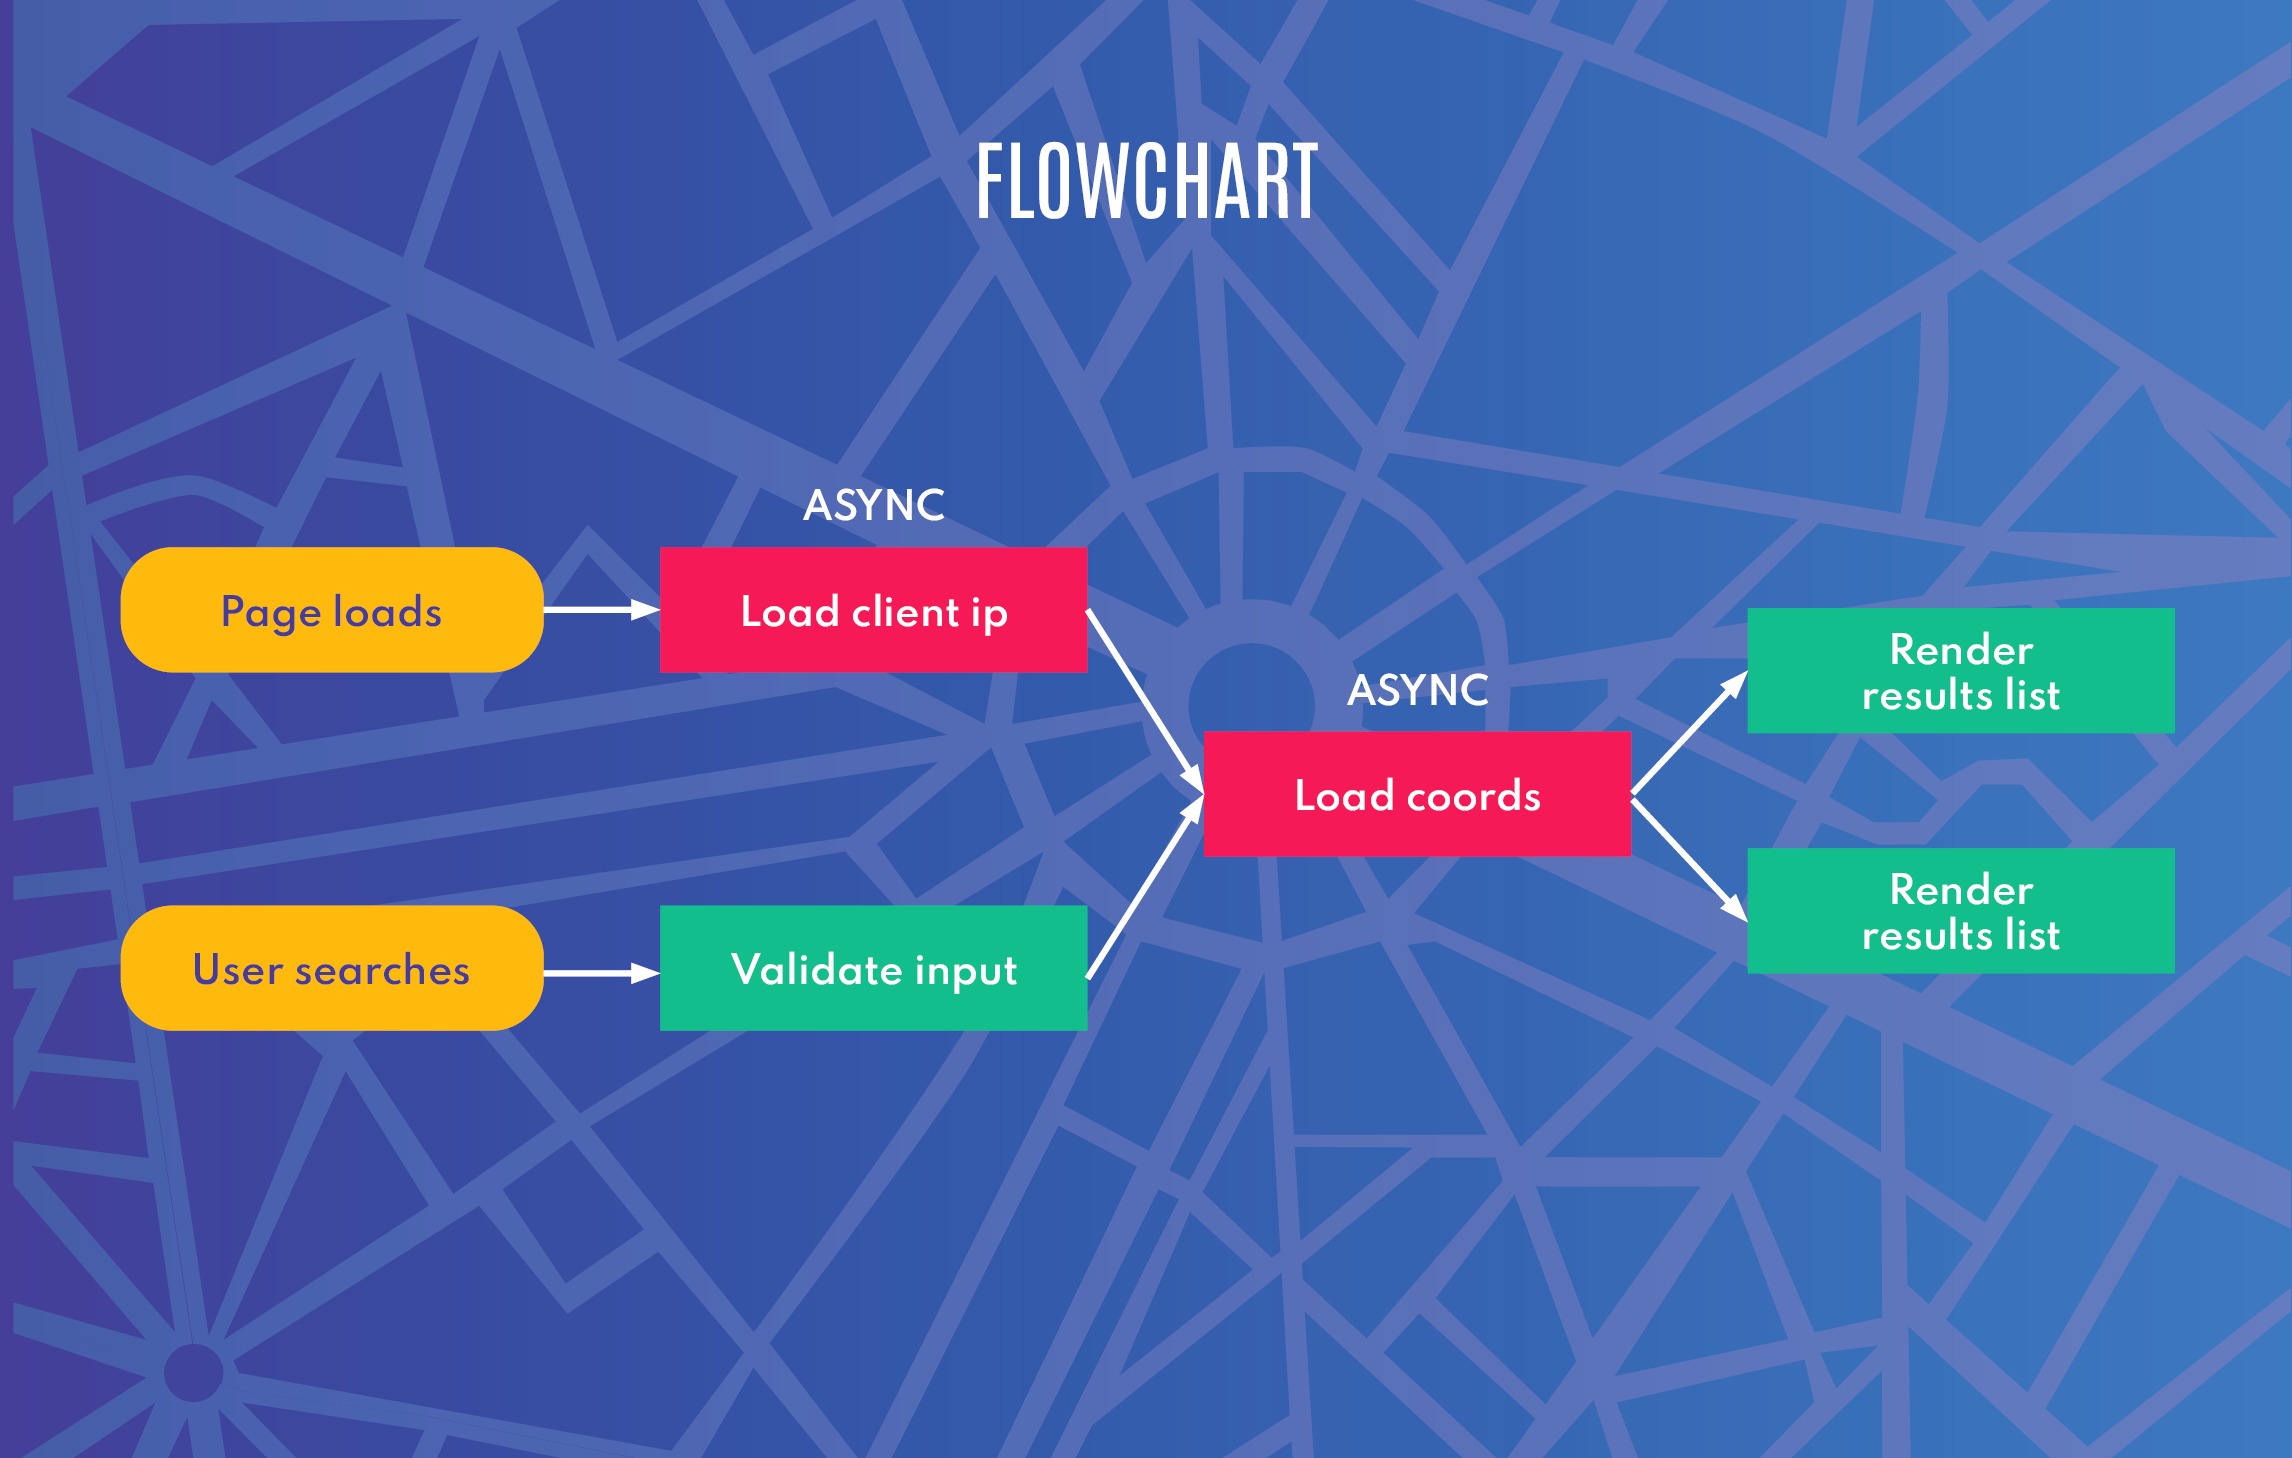 FLOWCHART
ASYNC
Page loads
Load client ip
ASYNC
Load coords
Render
results list
User searches
Validate input
Render
results list